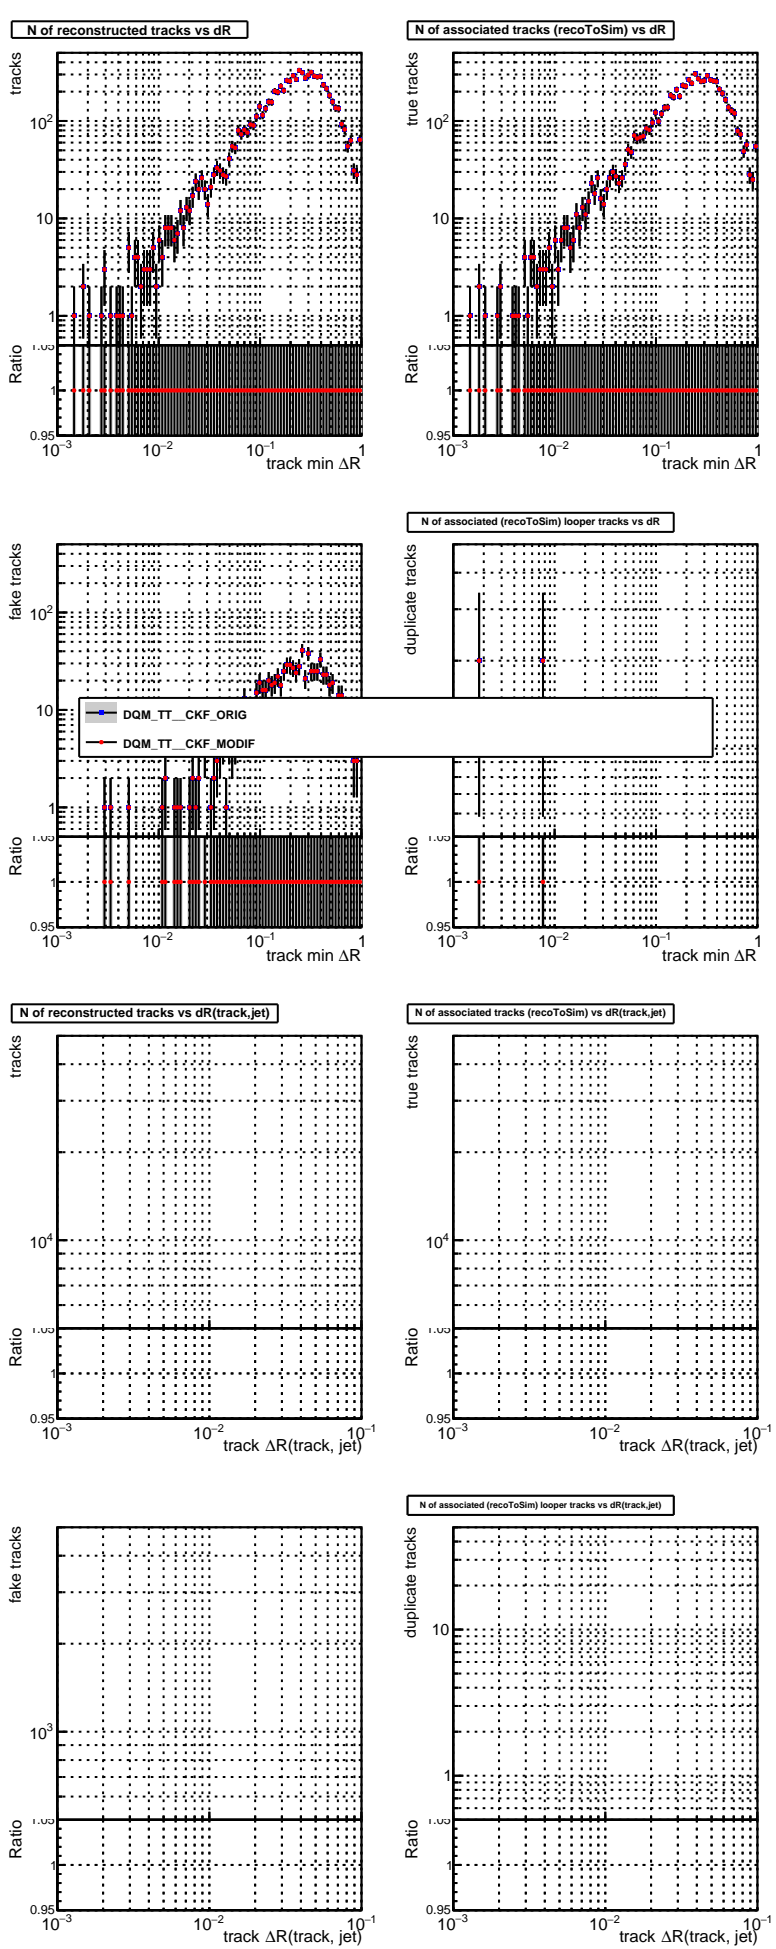 N of reconstructed tracks vs dR
tracks
10²
10
1
Ratio
1.05
1
0.95
10⁻³
10⁻²
10⁻¹
1
track min ΔR
N of associated tracks (recoToSim) vs dR
true tracks
10²
10
1
Ratio
1.05
1
0.95
10⁻³
10⁻²
10⁻¹
1
track min ΔR
fake tracks
10²
10
1
Ratio
1.05
1
0.95
10⁻³
10⁻²
10⁻¹
1
track min ΔR
N of associated (recoToSim) looper tracks vs dR
duplicate tracks
Ratio
1.05
1
0.95
10⁻³
10⁻²
10⁻¹
1
track min ΔR
DQM_TT__CKF_ORIG
DQM_TT__CKF_MODIF
N of reconstructed tracks vs dR(track,jet)
tracks
10⁴
Ratio
1.05
1
0.95
10⁻³
10⁻²
10⁻¹
track ΔR(track, jet)
N of associated tracks (recoToSim) vs dR(track,jet)
true tracks
10⁴
Ratio
1.05
1
0.95
10⁻³
10⁻²
10⁻¹
track ΔR(track, jet)
fake tracks
10³
Ratio
1.05
1
0.95
10⁻³
10⁻²
10⁻¹
track ΔR(track, jet)
N of associated (recoToSim) looper tracks vs dR(track,jet)
duplicate tracks
10
1
Ratio
1.05
1
0.95
10⁻³
10⁻²
10⁻¹
track ΔR(track, jet)